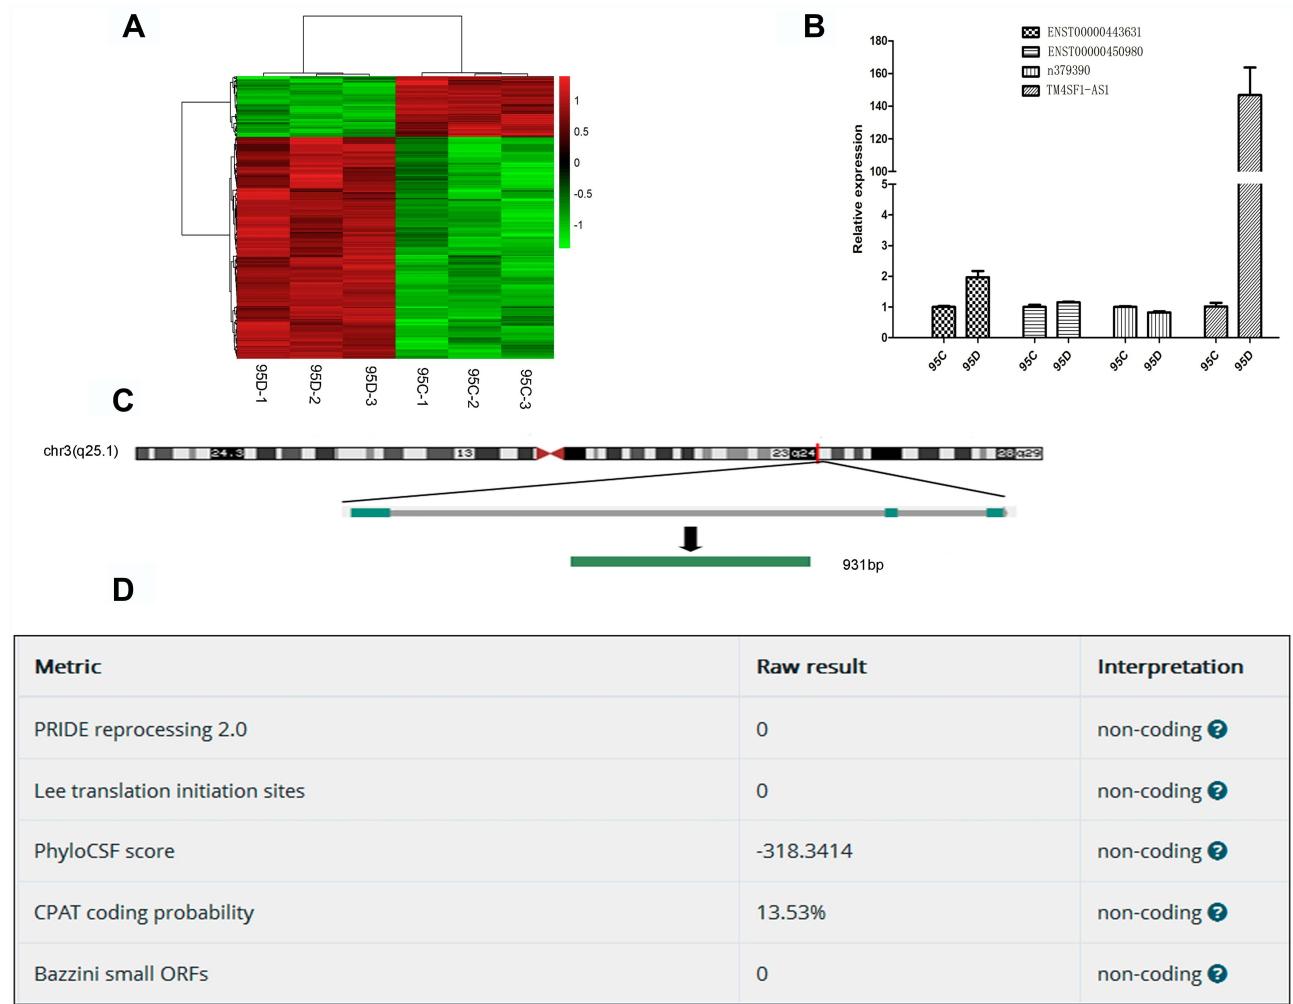 A
1
0.5
0
-0.5
-1
95D-1
95D-2
95D-3
95C-1
95C-2
95C-3
B
ENST00000443631
ENST00000450980
n379390
TM4SF1-AS1
Relative expression
180
160
140
120
100
5
4
3
2
1
0
95C
95D
95C
95D
95C
95D
95C
95D
C
chr3(q25.1)
24.3
13
23
q24
28
q29
931bp
D
Metric Raw result Interpretation
PRIDE reprocessing 2.0 0 non-coding ?
Lee translation initiation sites 0 non-coding ?
PhyloCSF score -318.3414 non-coding ?
CPAT coding probability 13.53% non-coding ?
Bazzini small ORFs 0 non-coding ?